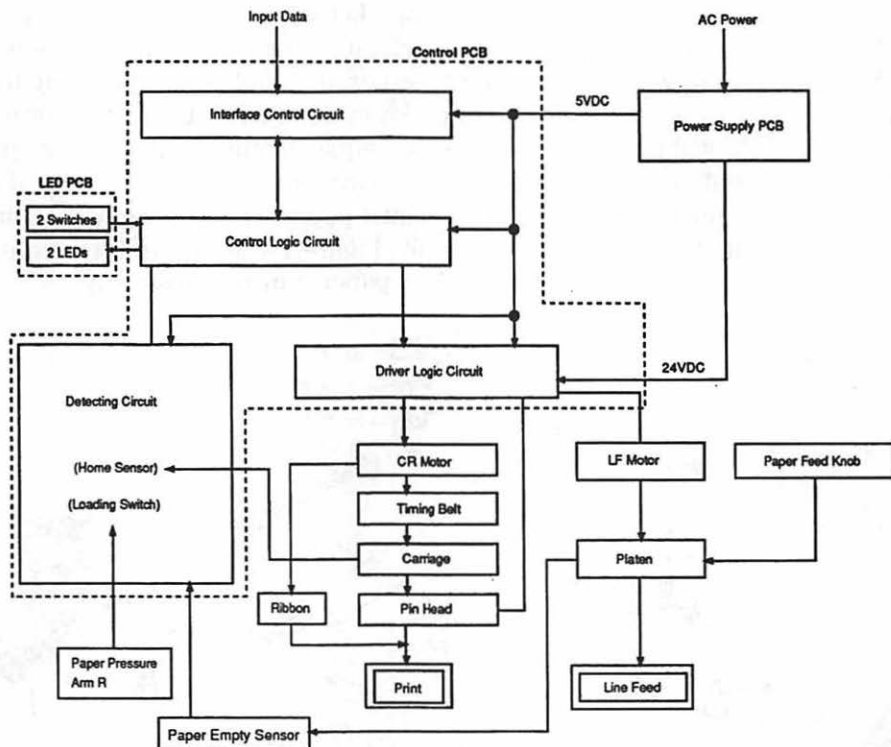 Input Data
AC Power
Control PCB
5VDC
Interface Control Circuit
Power Supply PCB
LED PCB
2 Switches
2 LEDs
Control Logic Circuit
Driver Logic Circuit
24VDC
Detecting Circuit
(Home Sensor)
(Loading Switch)
CR Motor
LF Motor
Paper Feed Knob
Timing Belt
Carriage
Platen
Ribbon
Pin Head
Paper Pressure
Arm R
Print
Line Feed
Paper Empty Sensor